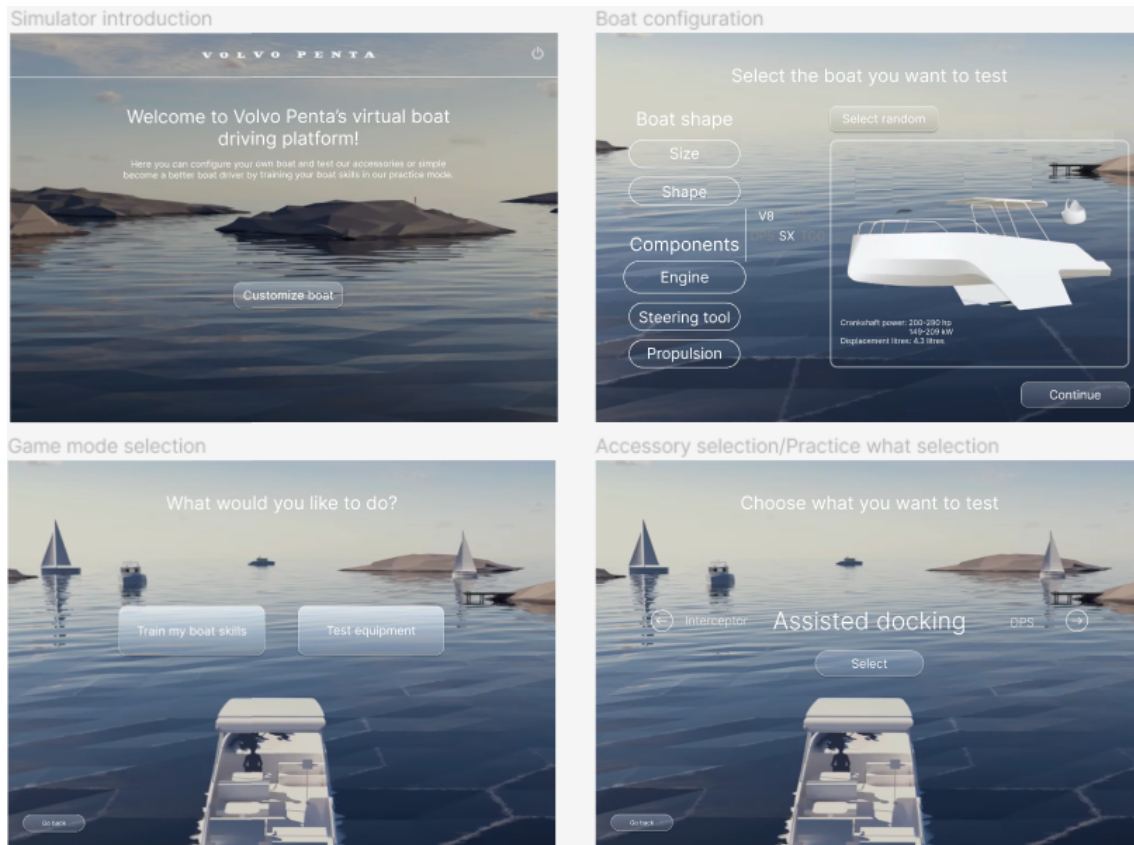 Simulator introduction
VOLVO PENTA
Welcome to Volvo Penta's virtual boat
driving platform!
Here you can configure your own boat and test our accessories or simple
become a better boat driver by training your boat skills in our practice mode.
Customize boat
Boat configuration
Select the boat you want to test
Boat shape
Select random
Size
Shape
V8
Components
DPS SX
Engine
Steering tool
Propulsion
Crankshaft power: 200-280 hp
149-209 kW
Displacement litres: 4.3 litres
Continue
Game mode selection
What would you like to do?
Train my boat skills
Test equipment
Go back
Accessory selection/Practice what selection
Choose what you want to test
Interceptor
Assisted docking
DPS
Select
Go back